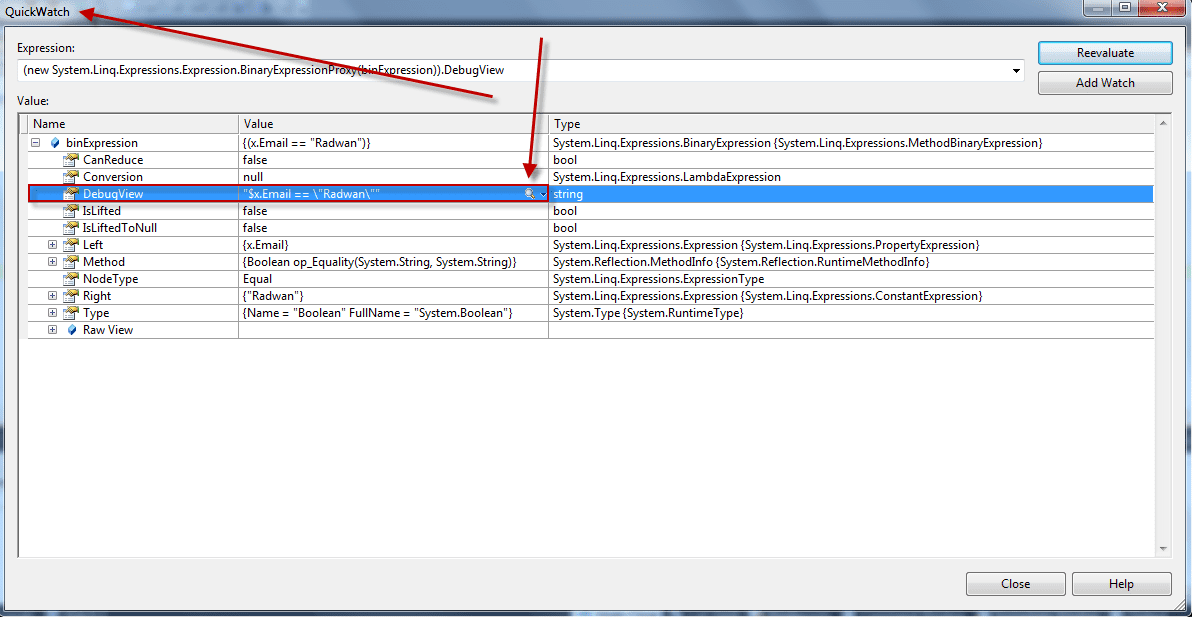 QuickWatch
Expression:
(new System.Linq.Expressions.Expression.BinaryExpressionProxy(binExpression)).DebugView
Reevaluate
Add Watch
Value:
Name Value Type
binExpression {(x.Email == "Radwan")} System.Linq.Expressions.BinaryExpression {System.Linq.Expressions.MethodBinaryExpression}
CanReduce false bool
Conversion null System.Linq.Expressions.LambdaExpression
DebugView "$x.Email == \"Radwan\"" string
IsLifted false bool
IsLiftedToNull false bool
Left {x.Email} System.Linq.Expressions.Expression {System.Linq.Expressions.PropertyExpression}
Method {Boolean op_Equality(System.String, System.String)} System.Reflection.MethodInfo {System.Reflection.RuntimeMethodInfo}
NodeType Equal System.Linq.Expressions.ExpressionType
Right {"Radwan"} System.Linq.Expressions.Expression {System.Linq.Expressions.ConstantExpression}
Type {Name = "Boolean" FullName = "System.Boolean"} System.Type {System.RuntimeType}
Raw View
Close Help